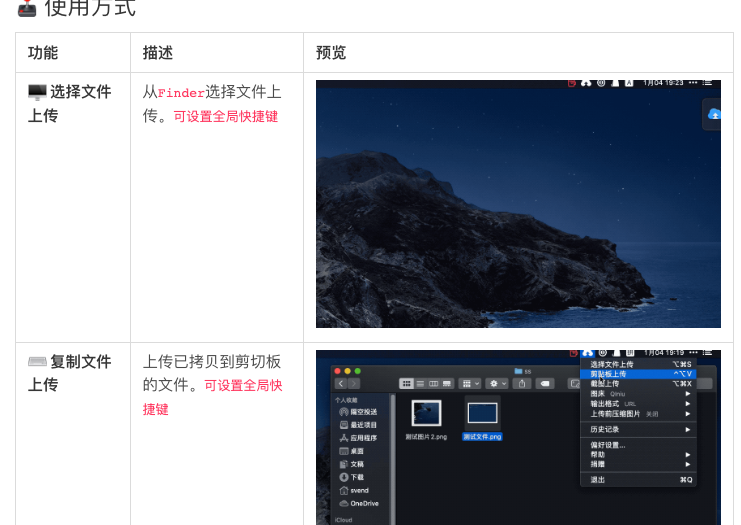 使用方式
功能 描述 预览
选择文件
上传
从Finder选择文件上
传。可设置全局快捷键
1月04 19:23
复制文件
上传
上传已拷贝到剪切板
的文件。可设置全局快
捷键
1月04 19:19
ss
个人收藏
隔空投送
最近项目
应用程序
桌面
文稿
下载
svend
OneDrive
iCloud
测试图片2.png
测试文件.png
选择文件上传 ⌥⌘S
剪贴板上传 ^⌥V
截屏上传 ⌥⌘X
图床 Qiniu
输出格式 URL
上传前压缩图片 关闭
历史记录
偏好设置...
帮助
捐赠
退出 ⌘Q